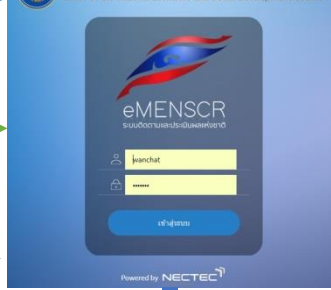 eMENSCR
ระบบติดตามและประเมินผลแห่งชาติ
wanchat
•••••••
เข้าสู่ระบบ
Powered by NECTEC